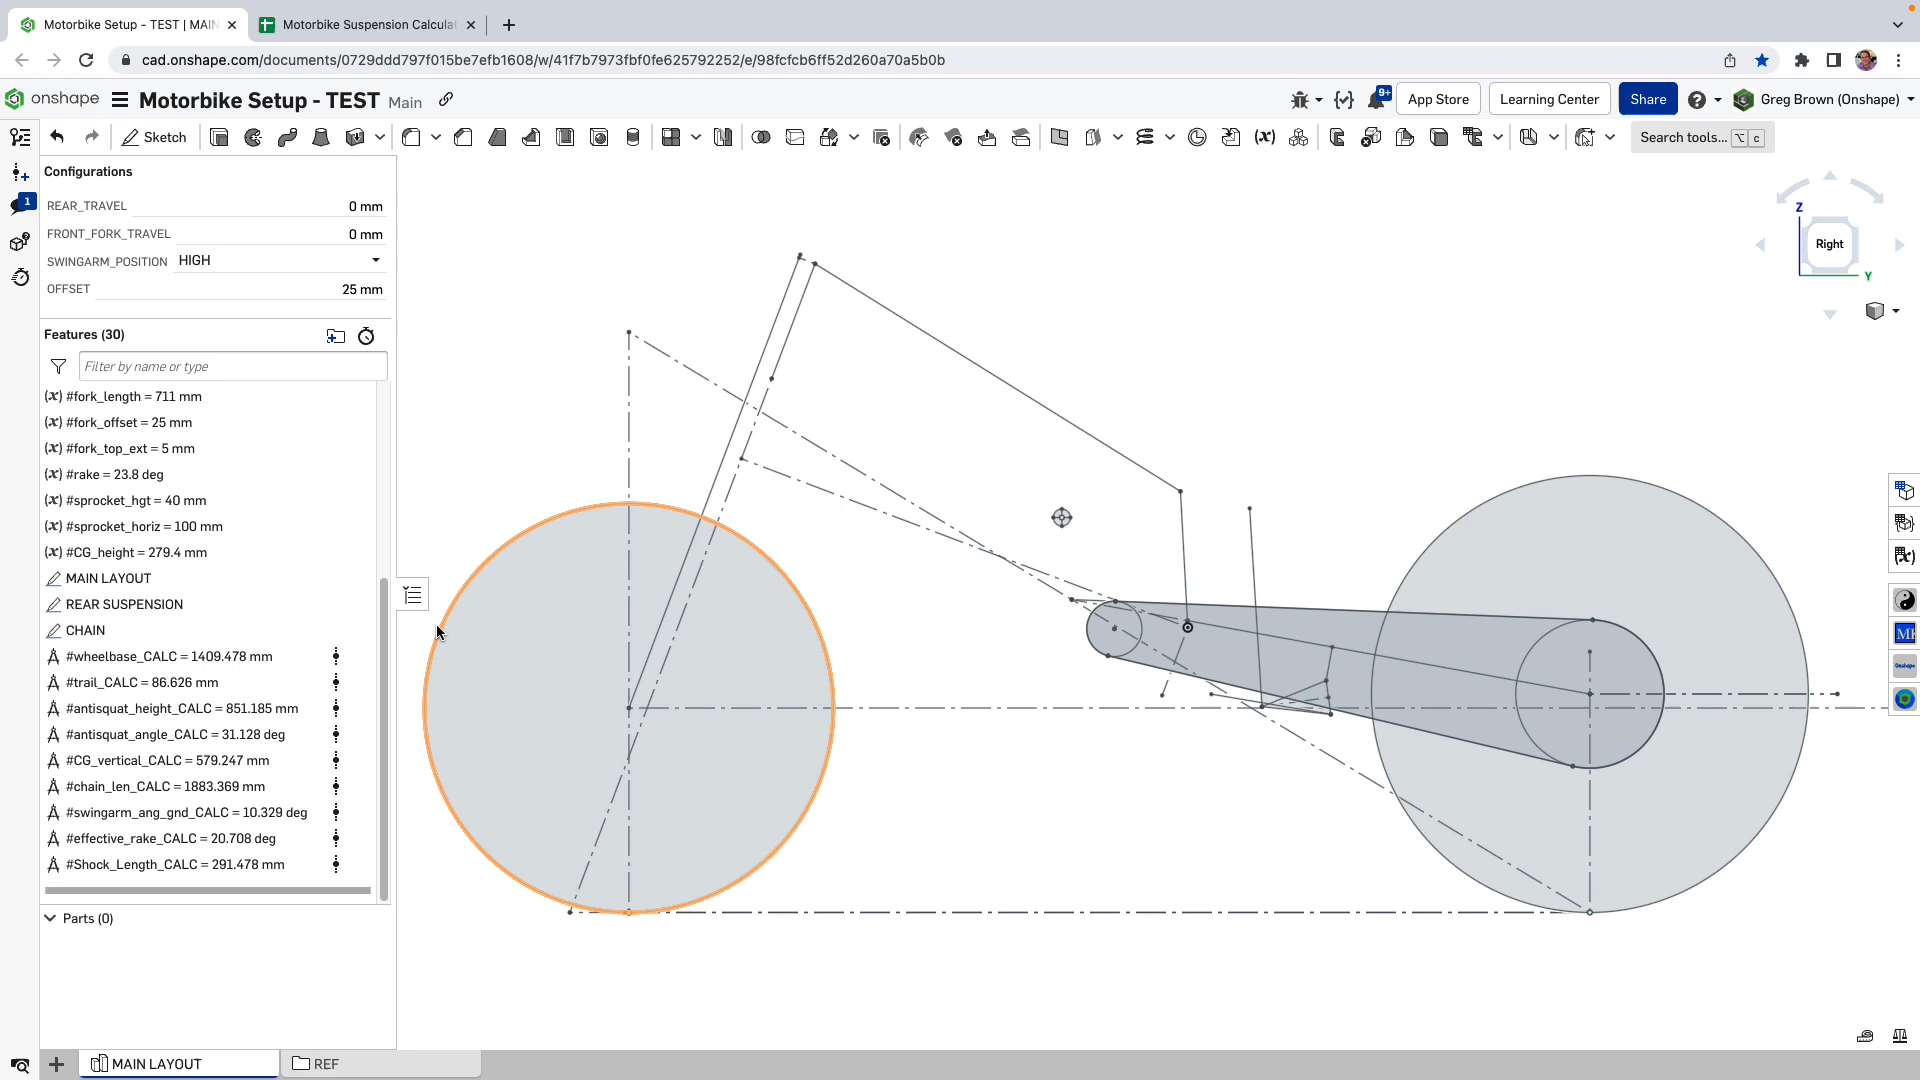 Motorbike Setup - TEST | MAIN
Motorbike Suspension Calculat
cad.onshape.com/documents/0729ddd797f015be7efb1608/w/41f7b7973fbf0fe625792252/e/98fcfcb6ff52d260a70a5b0b
onshape
Motorbike Setup - TEST Main
9+
App Store
Learning Center
Share
Greg Brown (Onshape)
Sketch
Search tools... ⌥ c
Configurations
REAR_TRAVEL 0 mm
FRONT_FORK_TRAVEL 0 mm
SWINGARM_POSITION HIGH
OFFSET 25 mm
1
Features (30)
Filter by name or type
(x) #fork_length = 711 mm
(x) #fork_offset = 25 mm
(x) #fork_top_ext = 5 mm
(x) #rake = 23.8 deg
(x) #sprocket_hgt = 40 mm
(x) #sprocket_horiz = 100 mm
(x) #CG_height = 279.4 mm
MAIN LAYOUT
REAR SUSPENSION
CHAIN
#wheelbase_CALC = 1409.478 mm
#trail_CALC = 86.626 mm
#antisquat_height_CALC = 851.185 mm
#antisquat_angle_CALC = 31.128 deg
#CG_vertical_CALC = 579.247 mm
#chain_len_CALC = 1883.369 mm
#swingarm_ang_gnd_CALC = 10.329 deg
#effective_rake_CALC = 20.708 deg
#Shock_Length_CALC = 291.478 mm
Parts (0)
Z
Right
Y
MAIN LAYOUT
REF